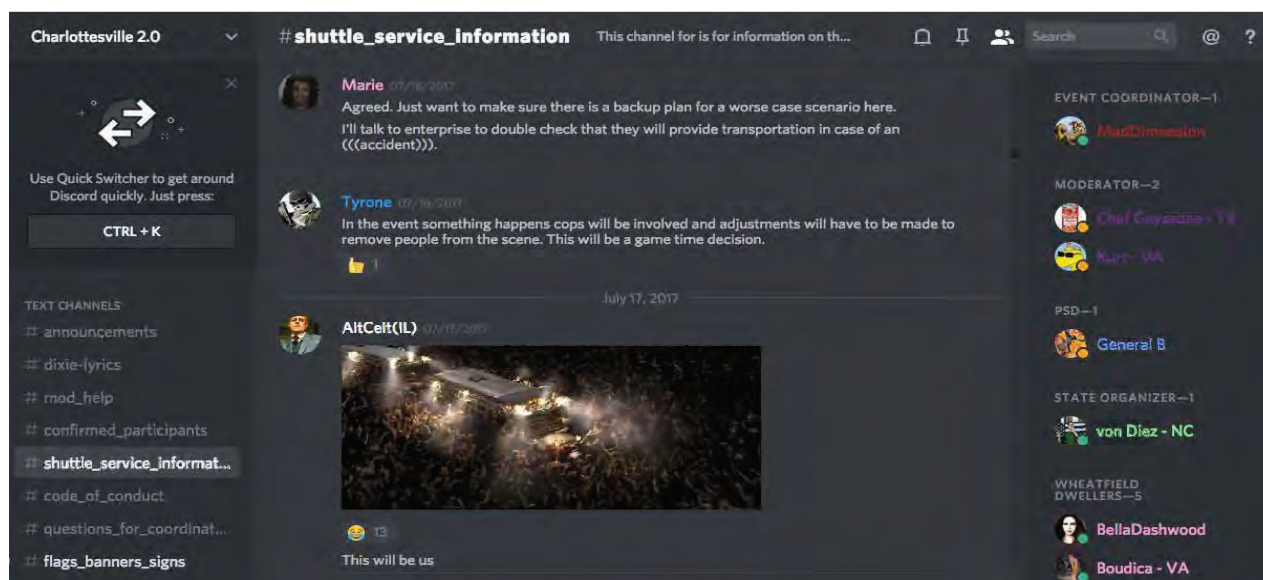 Charlottesville 2.0
Use Quick Switcher to get around
Discord quickly. Just press:
CTRL + K
TEXT CHANNELS
# announcements
# dixie-lyrics
# mod_help
# confirmed_participants
# shuttle_service_informat...
# code_of_conduct
# questions_for_coordinat...
# flags_banners_signs
#shuttle_service_information
This channel for is for information on th...
Search
@
?
Marie 07/16/2017
Agreed. Just want to make sure there is a backup plan for a worse case scenario here.
I'll talk to enterprise to double check that they will provide transportation in case of an
(((accident))).
Tyrone 07/16/2017
In the event something happens cops will be involved and adjustments will have to be made to
remove people from the scene. This will be a game time decision.
1
July 17, 2017
AltCelt(IL) 07/17/2017
13
This will be us
EVENT COORDINATOR—1
MadDimension
MODERATOR—2
Kurt - VA
PSD—1
General B
STATE ORGANIZER—1
von Diez - NC
WHEATFIELD
DWELLERS—5
BellaDashwood
Boudica - VA